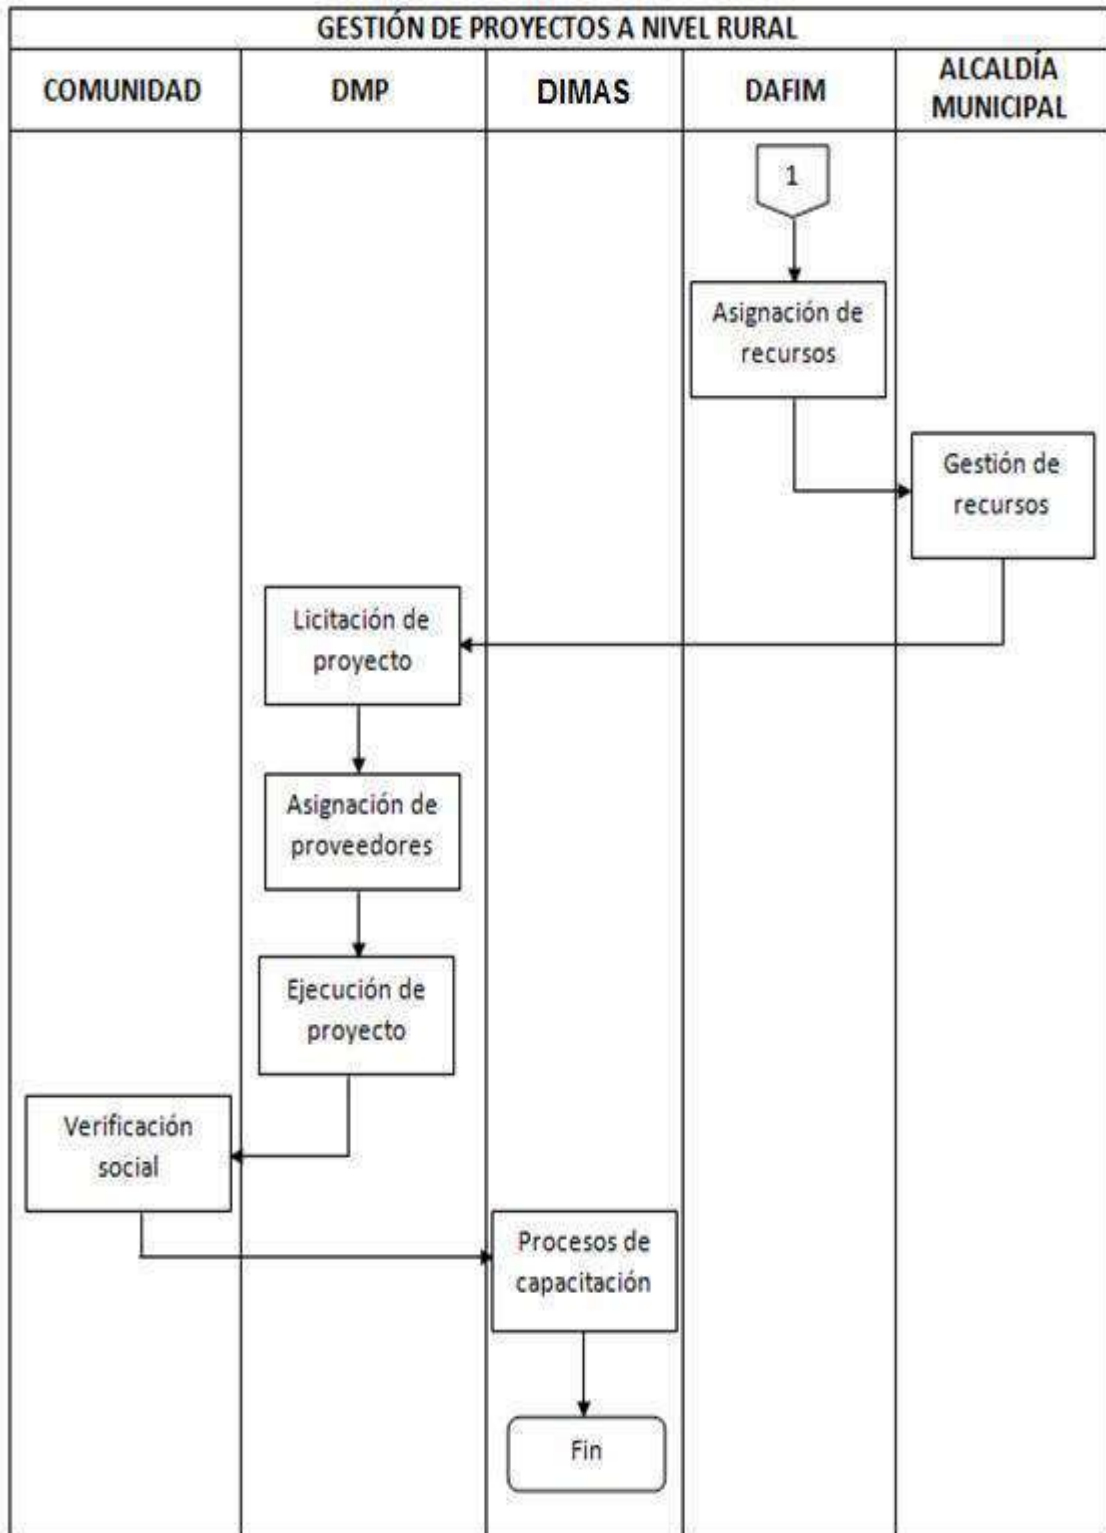 GESTIÓN DE PROYECTOS A NIVEL RURAL
COMUNIDAD
DMP
DIMAS
DAFIM
ALCALDÍA
MUNICIPAL
1
Asignación de
recursos
Gestión de
recursos
Licitación de
proyecto
Asignación de
proveedores
Ejecución de
proyecto
Verificación
social
Procesos de
capacitación
Fin